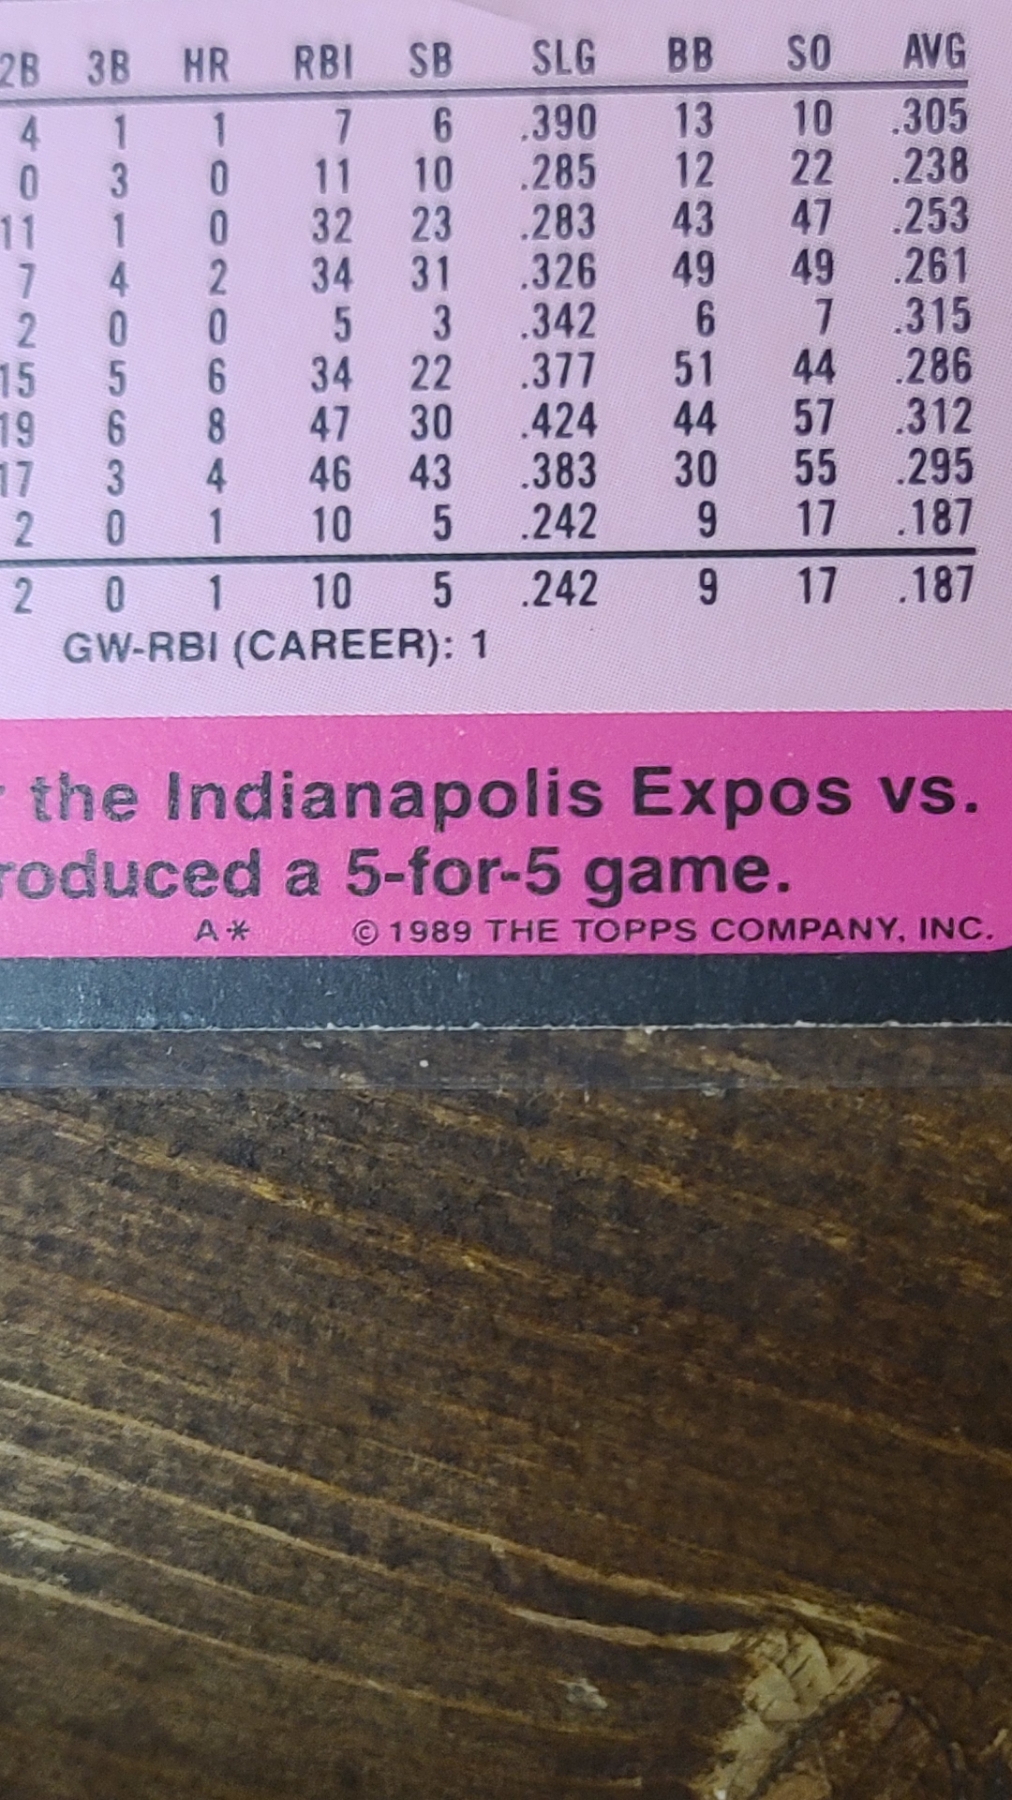 2B 3B HR RBI SB SLG BB SO AVG
4 1 1 7 6 .390 13 10 .305
0 3 0 11 10 .285 12 22 .238
11 1 0 32 23 .283 43 47 .253
7 4 2 34 31 .326 49 49 .261
2 0 0 5 3 .342 6 7 .315
15 5 6 34 22 .377 51 44 .286
19 6 8 47 30 .424 44 57 .312
17 3 4 46 43 .383 30 55 .295
2 0 1 10 5 .242 9 17 .187
2 0 1 10 5 .242 9 17 .187
GW-RBI (CAREER): 1
the Indianapolis Expos vs.
roduced a 5-for-5 game.
A* © 1989 THE TOPPS COMPANY, INC.